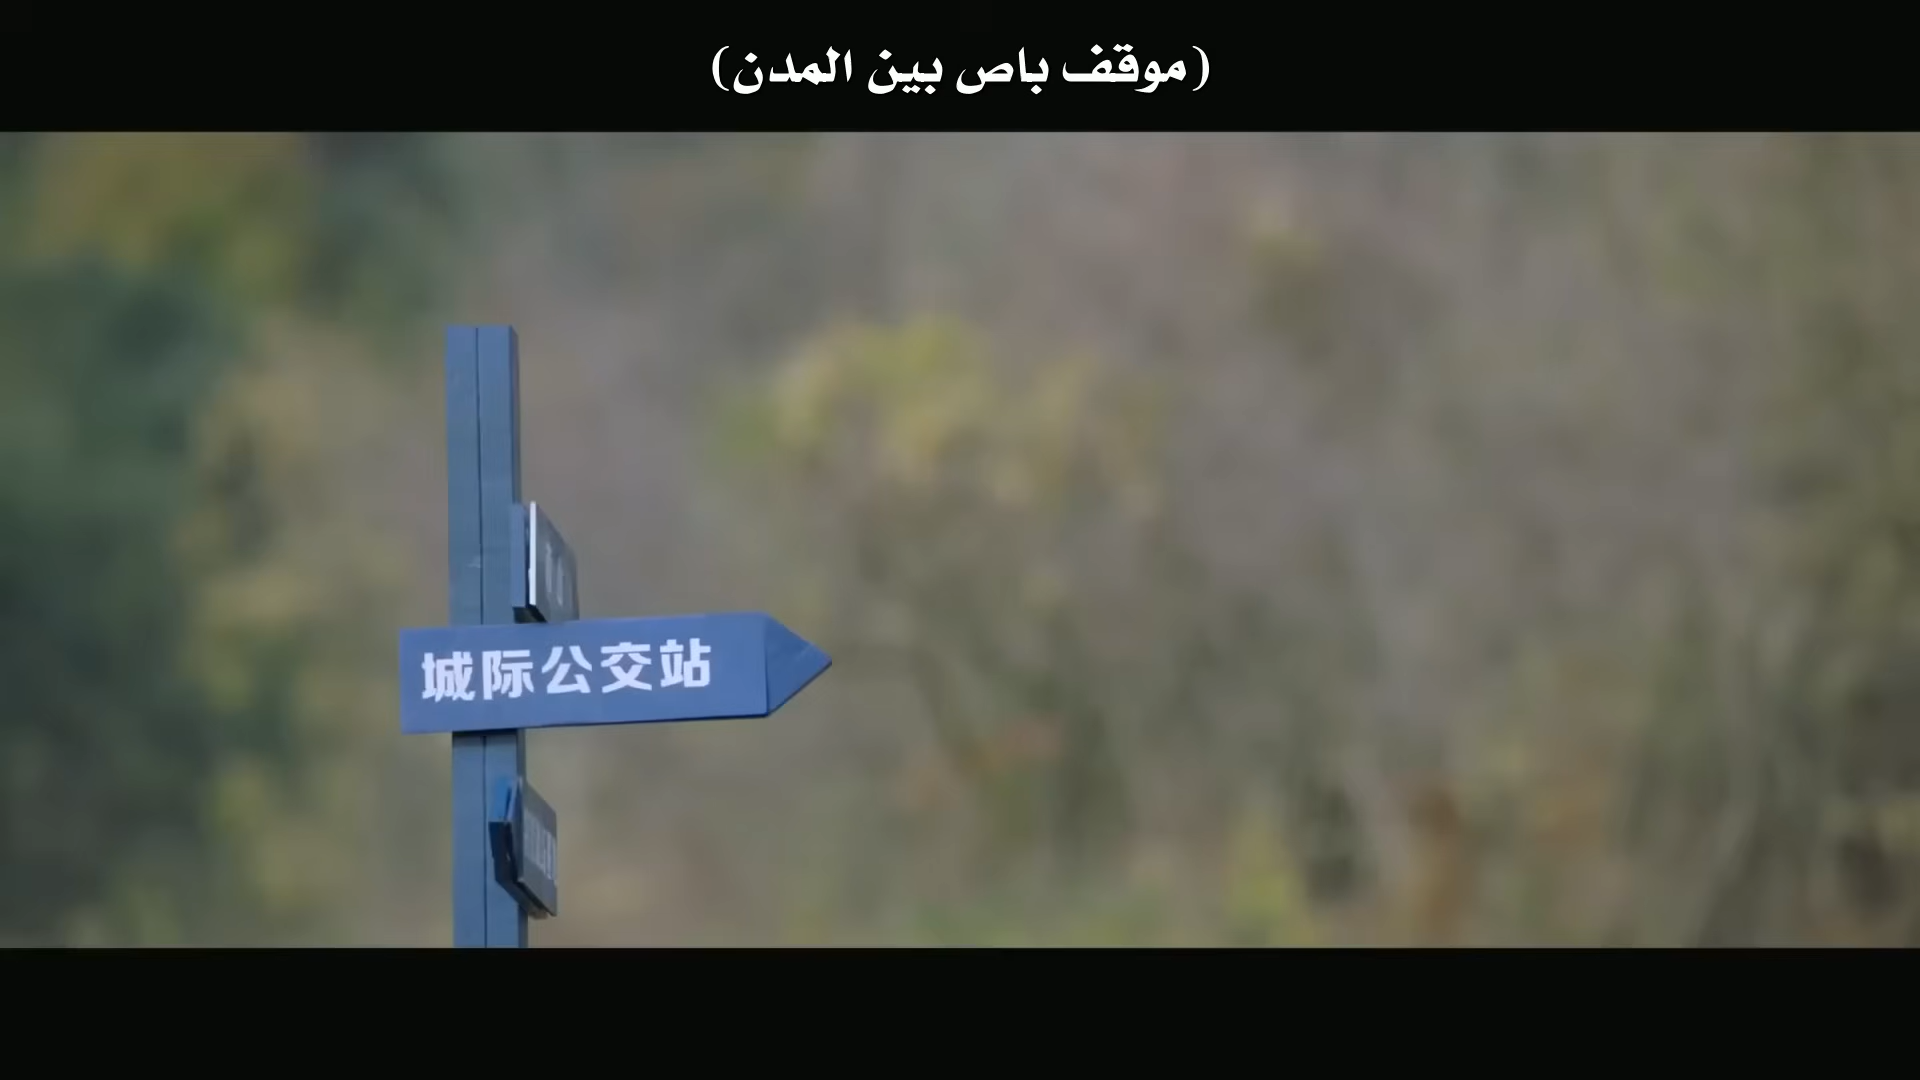 (موقف باص بين المدن)
城际公交站